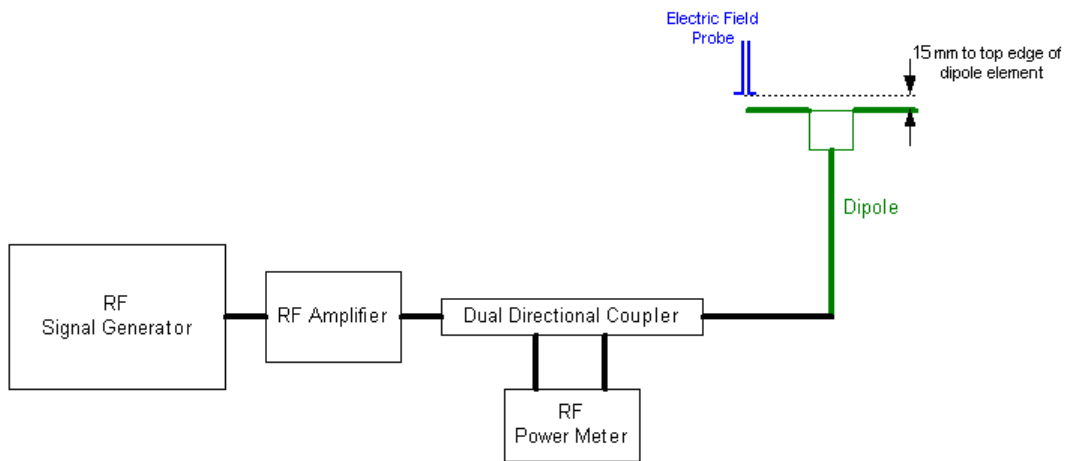 Electric Field
Probe
15 mm to top edge of
dipole element
Dipole
RF
Signal Generator
RF Amplifier
Dual Directional Coupler
RF
Power Meter